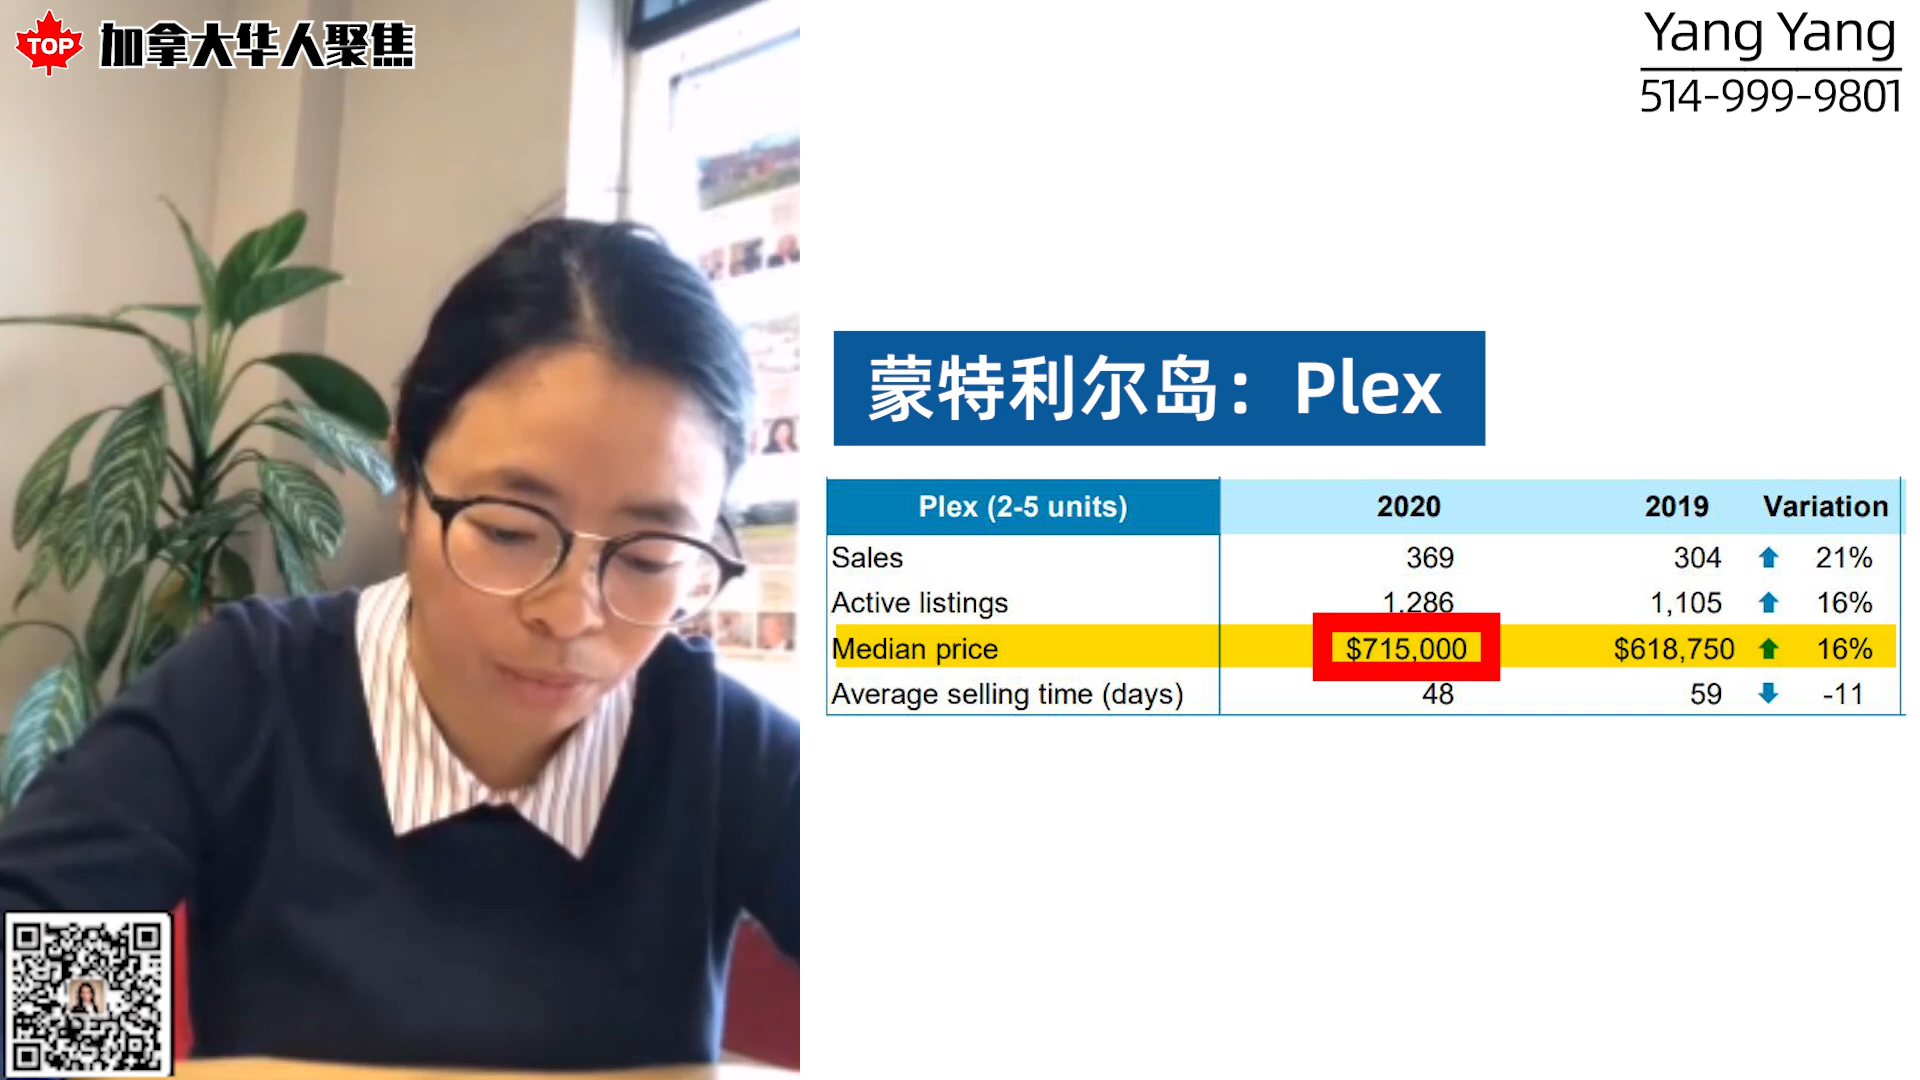 TOP 加拿大华人聚焦
Yang Yang
514-999-9801
蒙特利尔岛：Plex
Plex (2-5 units) 2020 2019 Variation
Sales 369 304 21%
Active listings 1,286 1,105 16%
Median price $715,000 $618,750 16%
Average selling time (days) 48 59 -11